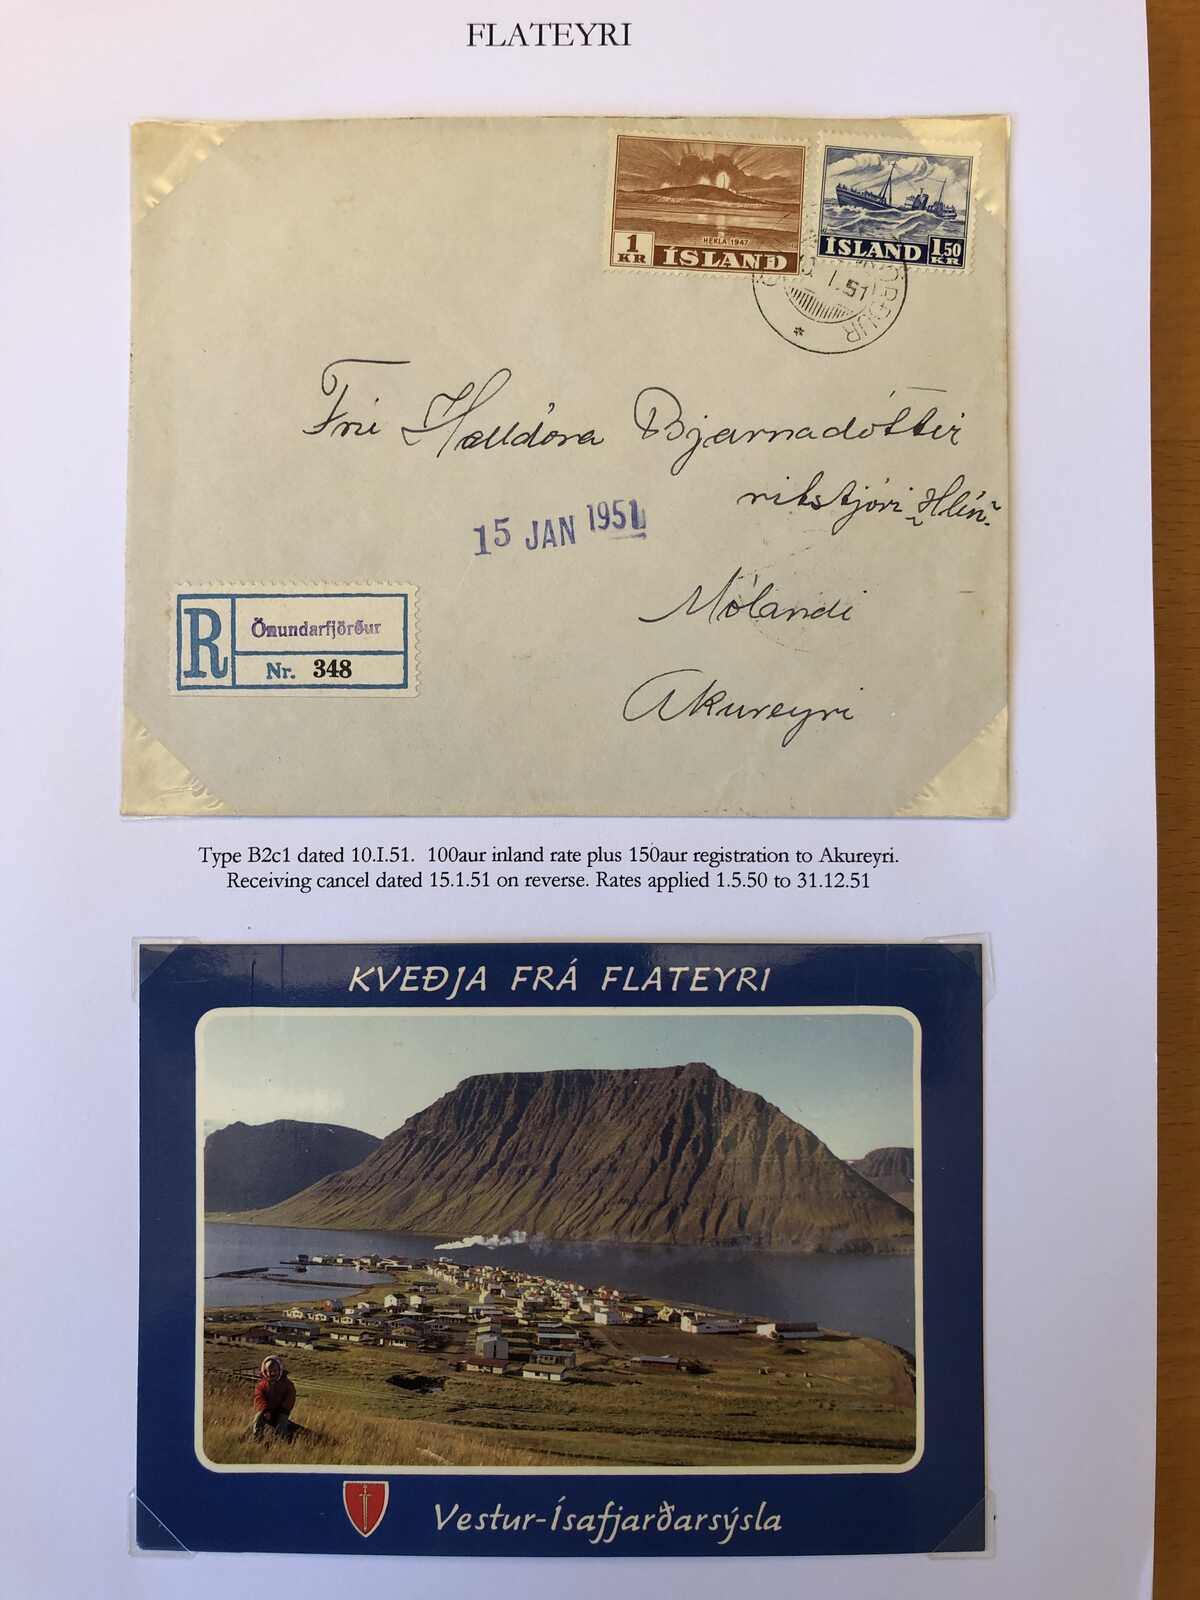 FLATEYRI
HEKLA 1947
1 KR ÍSLAND
ÍSLAND 1.50 KR
1.51
Frú Halldóra Bjarnadóttir
ritstjóri "Hlín"
15 JAN 1951
Mólandi
Akureyri
R Önundarfjörður
Nr. 348
Type B2c1 dated 10.I.51. 100aur inland rate plus 150aur registration to Akureyri.
Receiving cancel dated 15.1.51 on reverse. Rates applied 1.5.50 to 31.12.51
KVEÐJA FRÁ FLATEYRI
Vestur-Ísafjarðarsýsla